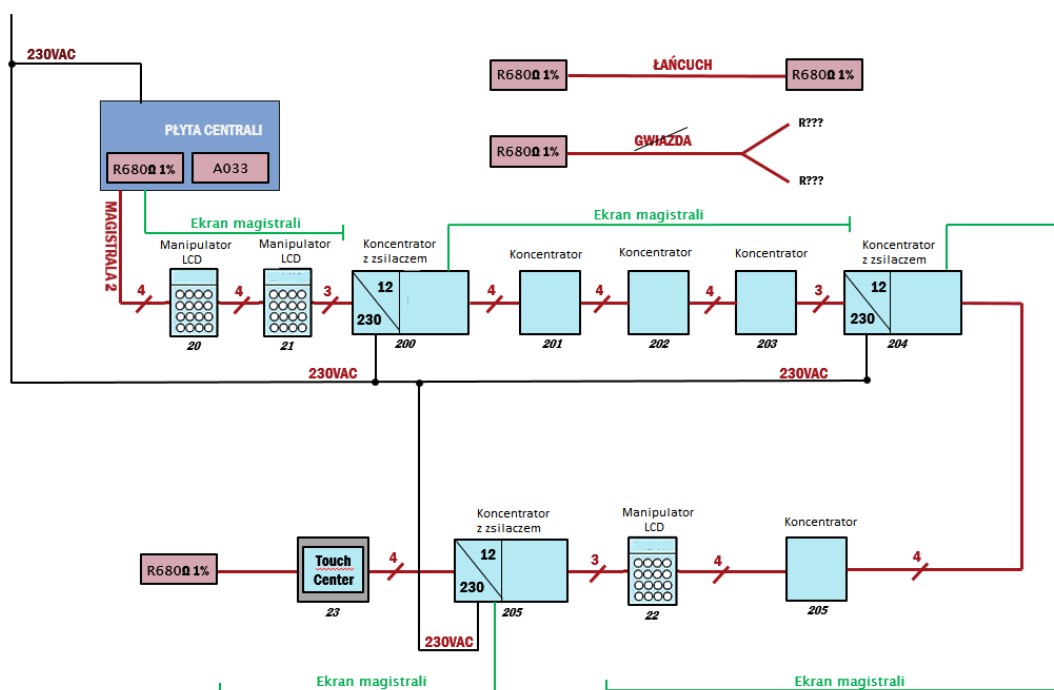 230VAC
ŁAŃCUCH
R680Ω 1%
R680Ω 1%
PŁYTA CENTRALI
R680Ω 1%
A033
GWIAZDA
R680Ω 1%
R???
R???
MAGISTRALA 2
Ekran magistrali
Ekran magistrali
Manipulator
LCD
Manipulator
LCD
Koncentrator
z zsilaczem
Koncentrator
Koncentrator
Koncentrator
Koncentrator
z zsilaczem
4
4
3
12
230
4
4
4
3
12
230
20
21
200
201
202
203
204
230VAC
230VAC
Koncentrator
z zsilaczem
Manipulator
LCD
Koncentrator
R680Ω 1%
Touch
Center
4
12
230
3
4
4
23
205
22
205
230VAC
Ekran magistrali
Ekran magistrali